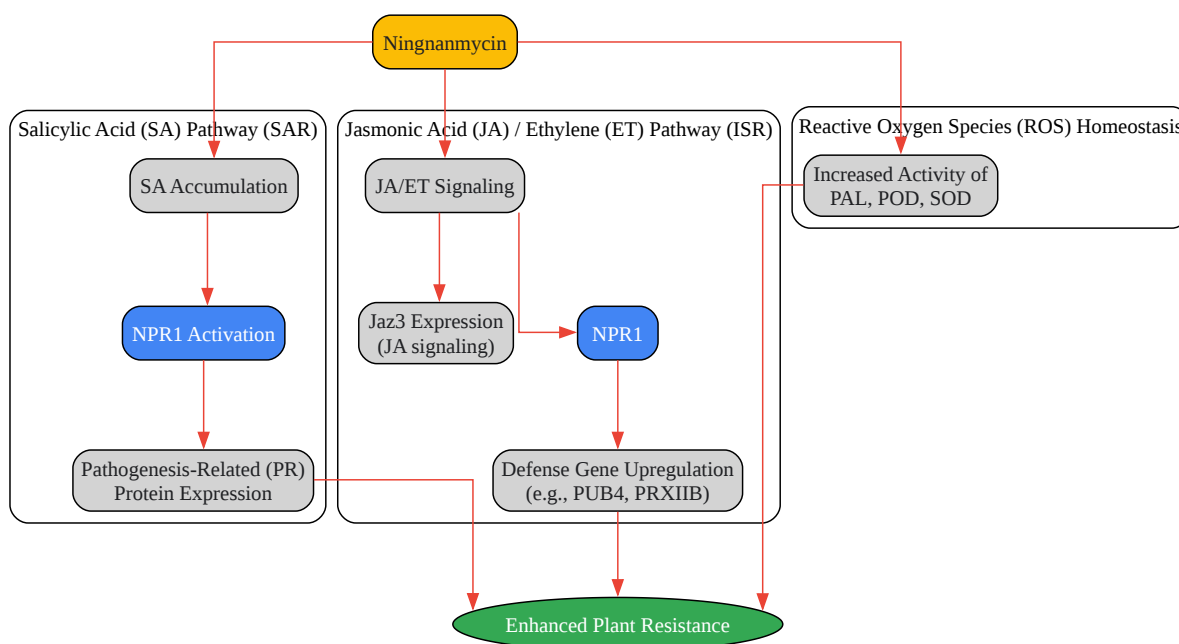 Ningnanmycin
Salicylic Acid (SA) Pathway (SAR)
Jasmonic Acid (JA) / Ethylene (ET) Pathway (ISR)
Reactive Oxygen Species (ROS) Homeostasis
SA Accumulation
JA/ET Signaling
Increased Activity of
PAL, POD, SOD
NPR1 Activation
Jaz3 Expression
(JA signaling)
NPR1
Pathogenesis-Related (PR)
Protein Expression
Defense Gene Upregulation
(e.g., PUB4, PRXIIB)
Enhanced Plant Resistance